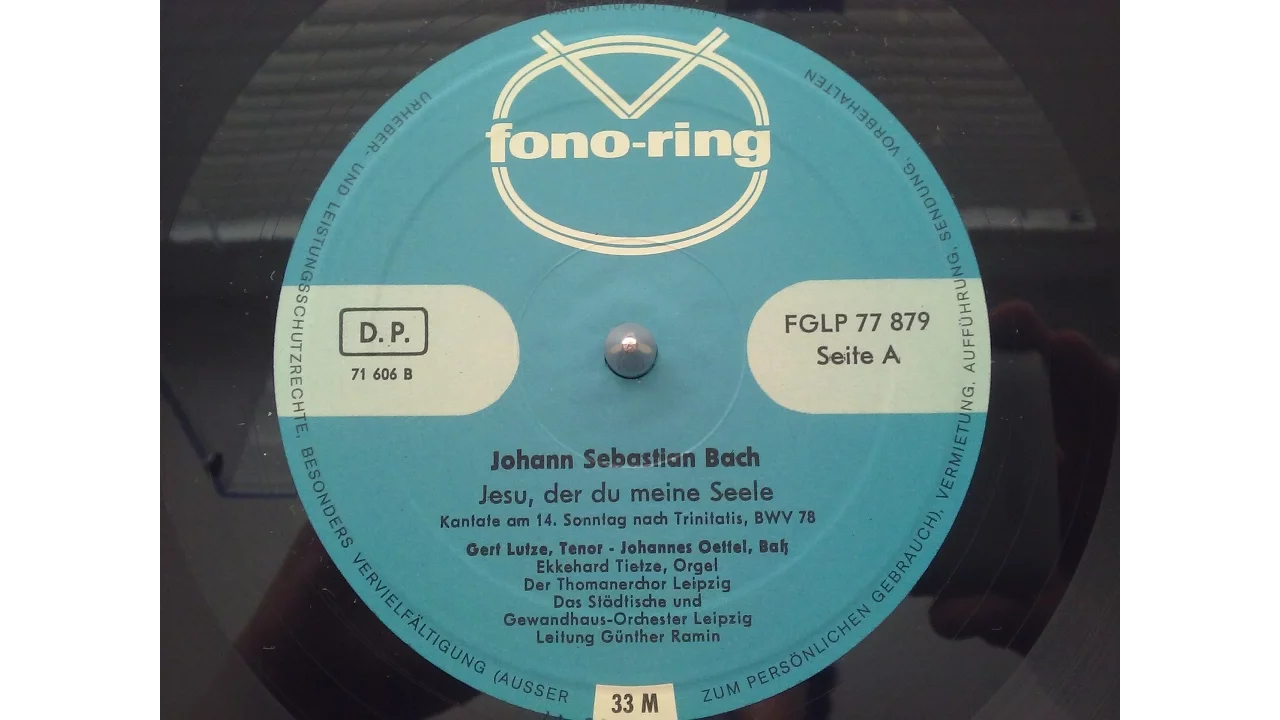 fono-ring
D. P.
71 606 B
FGLP 77 879
Seite A
Johann Sebastian Bach
Jesu, der du meine Seele
Kantate am 14. Sonntag nach Trinitatis, BWV 78
Gert Lutze, Tenor - Johannes Oettel, Baß
Ekkehard Tietze, Orgel
Der Thomanerchor Leipzig
Das Städtische und
Gewandhaus-Orchester Leipzig
Leitung Günther Ramin
33 M
URHEBER- UND LEISTUNGSSCHUTZRECHTE, BESONDERS VERVIELFÄLTIGUNG (AUSSER ZUM PERSÖNLICHEN GEBRAUCH), VERMIETUNG, AUFFÜHRUNG, SENDUNG, VORBEHALTEN